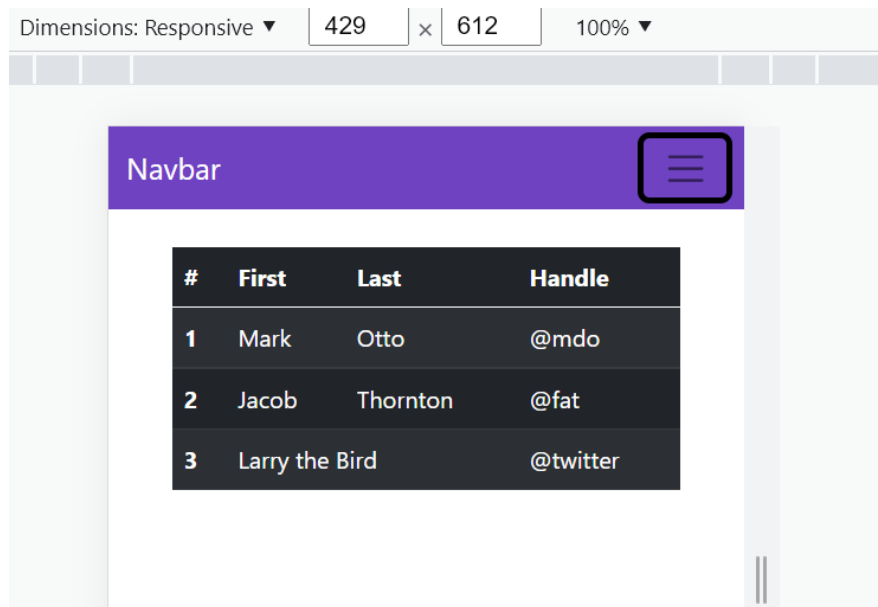 Dimensions: Responsive ▼ 429 × 612 100% ▼
Navbar
# First Last Handle
1 Mark Otto @mdo
2 Jacob Thornton @fat
3 Larry the Bird @twitter